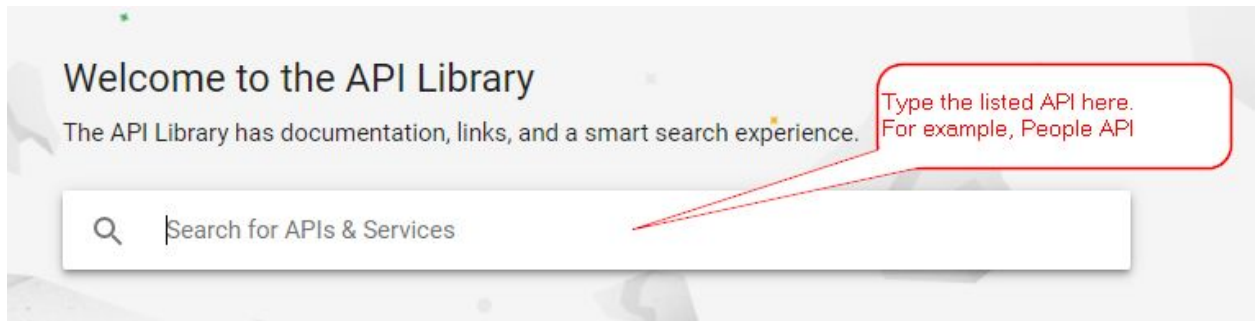 Welcome to the API Library
The API Library has documentation, links, and a smart search experience.
Type the listed API here.
For example, People API
Search for APIs & Services